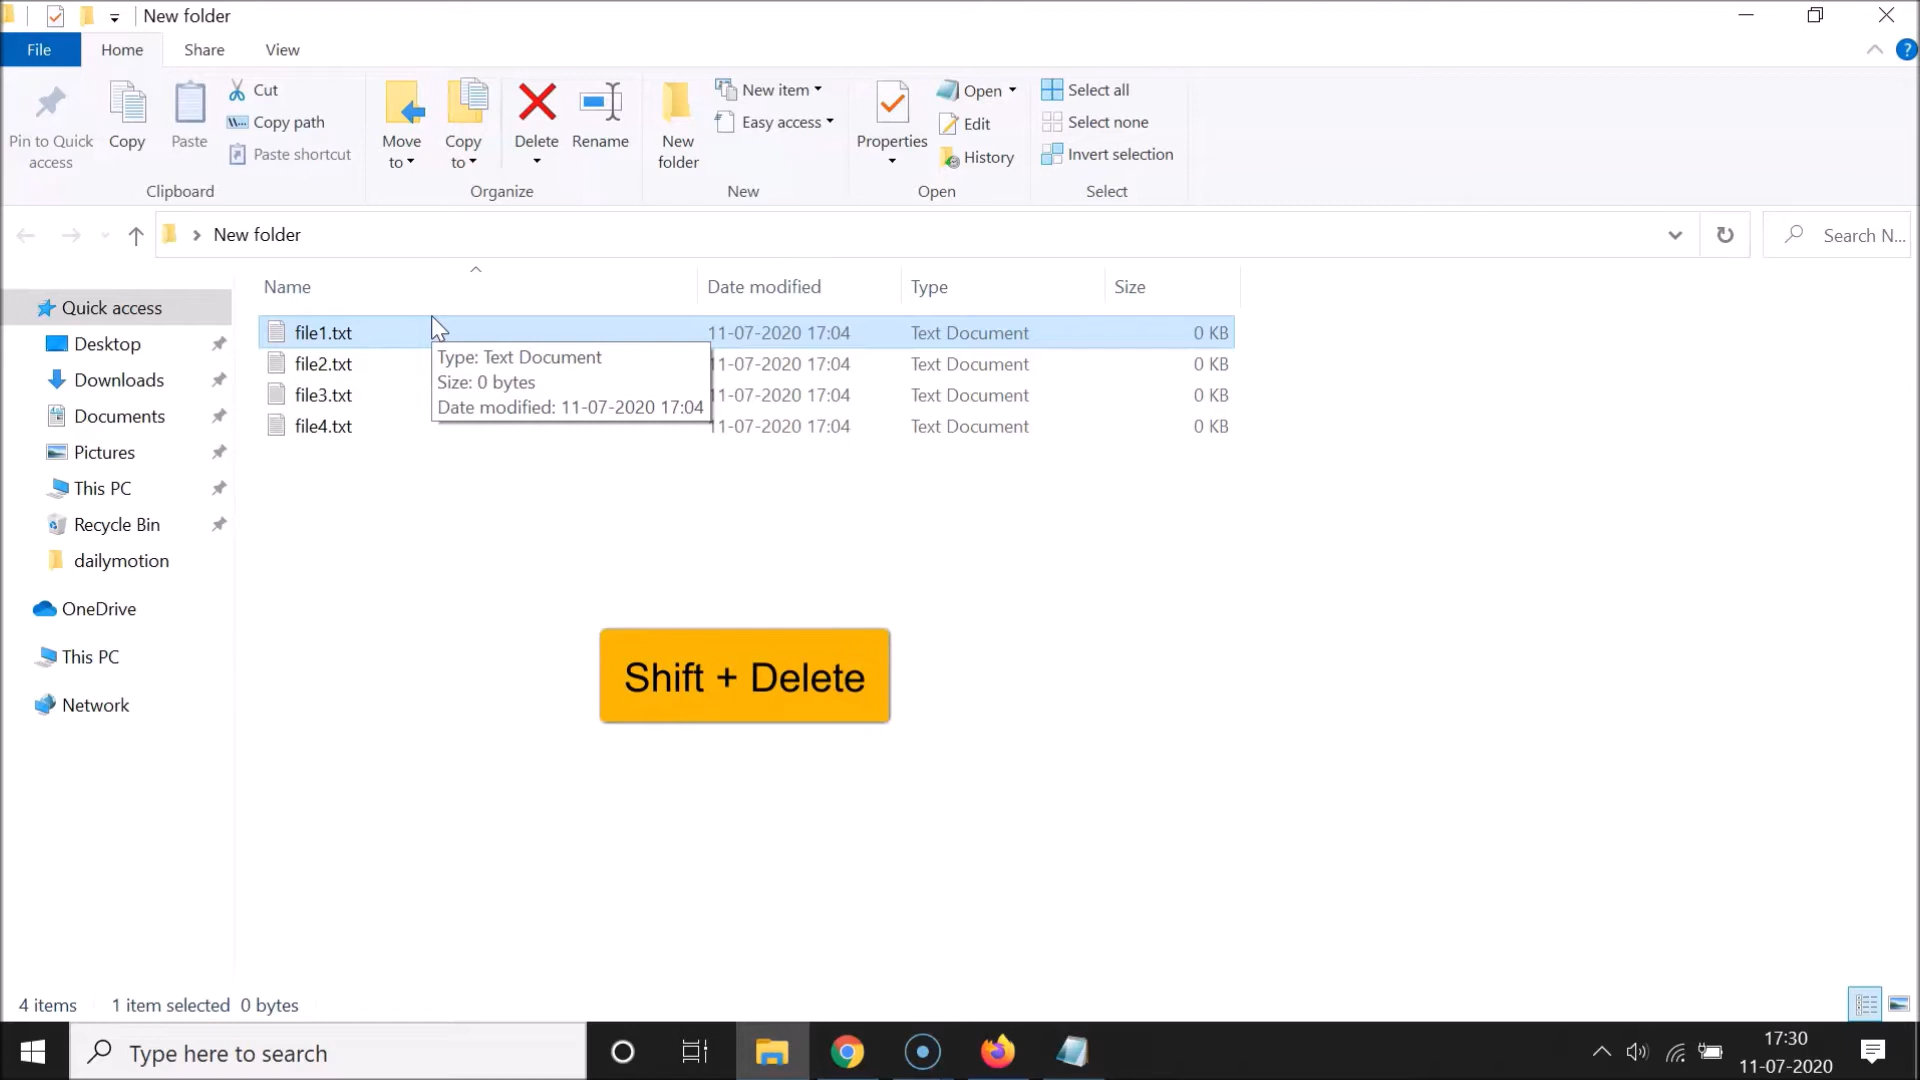 New folder
File Home Share View
Pin to Quick access
Copy
Paste
Cut
Copy path
Paste shortcut
Clipboard
Move to
Copy to
Delete
Rename
Organize
New folder
New item
Easy access
New
Properties
Open
Edit
History
Open
Select all
Select none
Invert selection
Select
New folder
Search N...
Name Date modified Type Size
file1.txt 11-07-2020 17:04 Text Document 0 KB
file2.txt 11-07-2020 17:04 Text Document 0 KB
file3.txt 11-07-2020 17:04 Text Document 0 KB
file4.txt 11-07-2020 17:04 Text Document 0 KB
Type: Text Document
Size: 0 bytes
Date modified: 11-07-2020 17:04
Quick access
Desktop
Downloads
Documents
Pictures
This PC
Recycle Bin
dailymotion
OneDrive
This PC
Network
Shift + Delete
4 items 1 item selected 0 bytes
Type here to search
17:30
11-07-2020